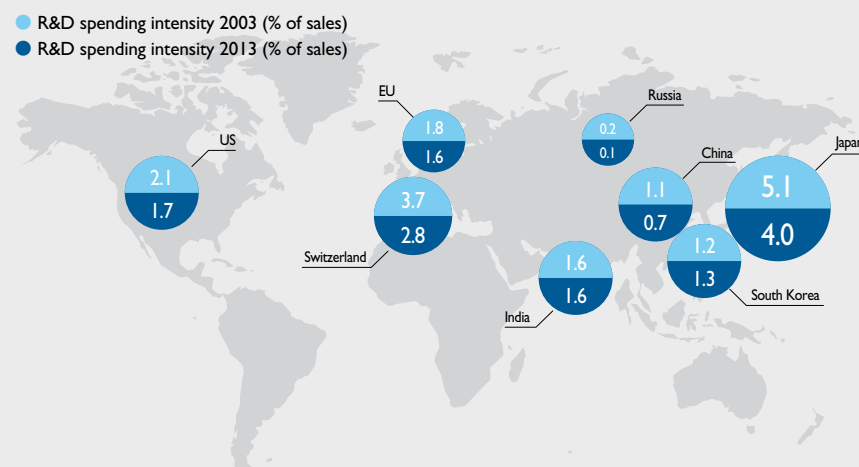 R&D spending intensity 2003 (% of sales)
R&D spending intensity 2013 (% of sales)
EU
1.8
1.6
Russia
0.2
0.1
US
2.1
1.7
China
1.1
0.7
Japan
5.1
4.0
3.7
2.8
Switzerland
1.2
1.3
South Korea
1.6
1.6
India